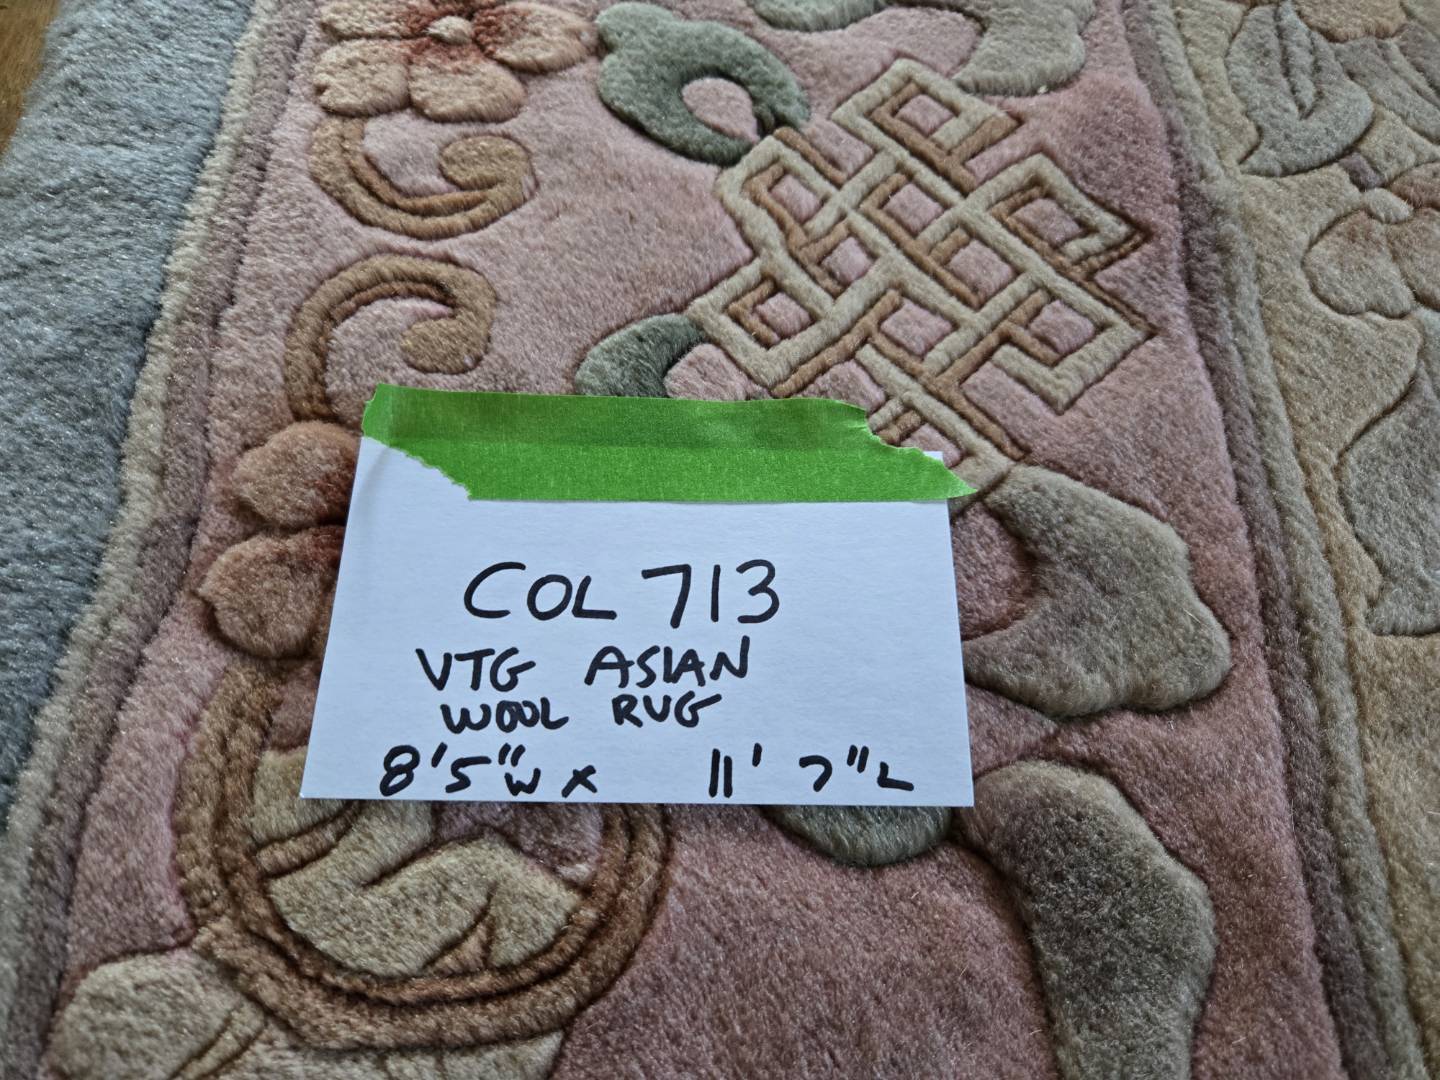 COL 713
VTG ASIAN
WOOL RUG
8'5"W X 11' 7"L